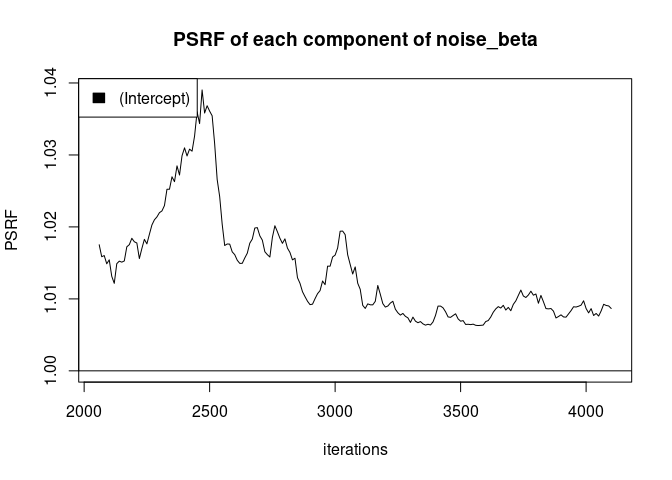 PSRF of each component of noise_beta
(Intercept)
1.04
1.03
1.02
1.01
1.00
PSRF
2000 2500 3000 3500 4000
iterations